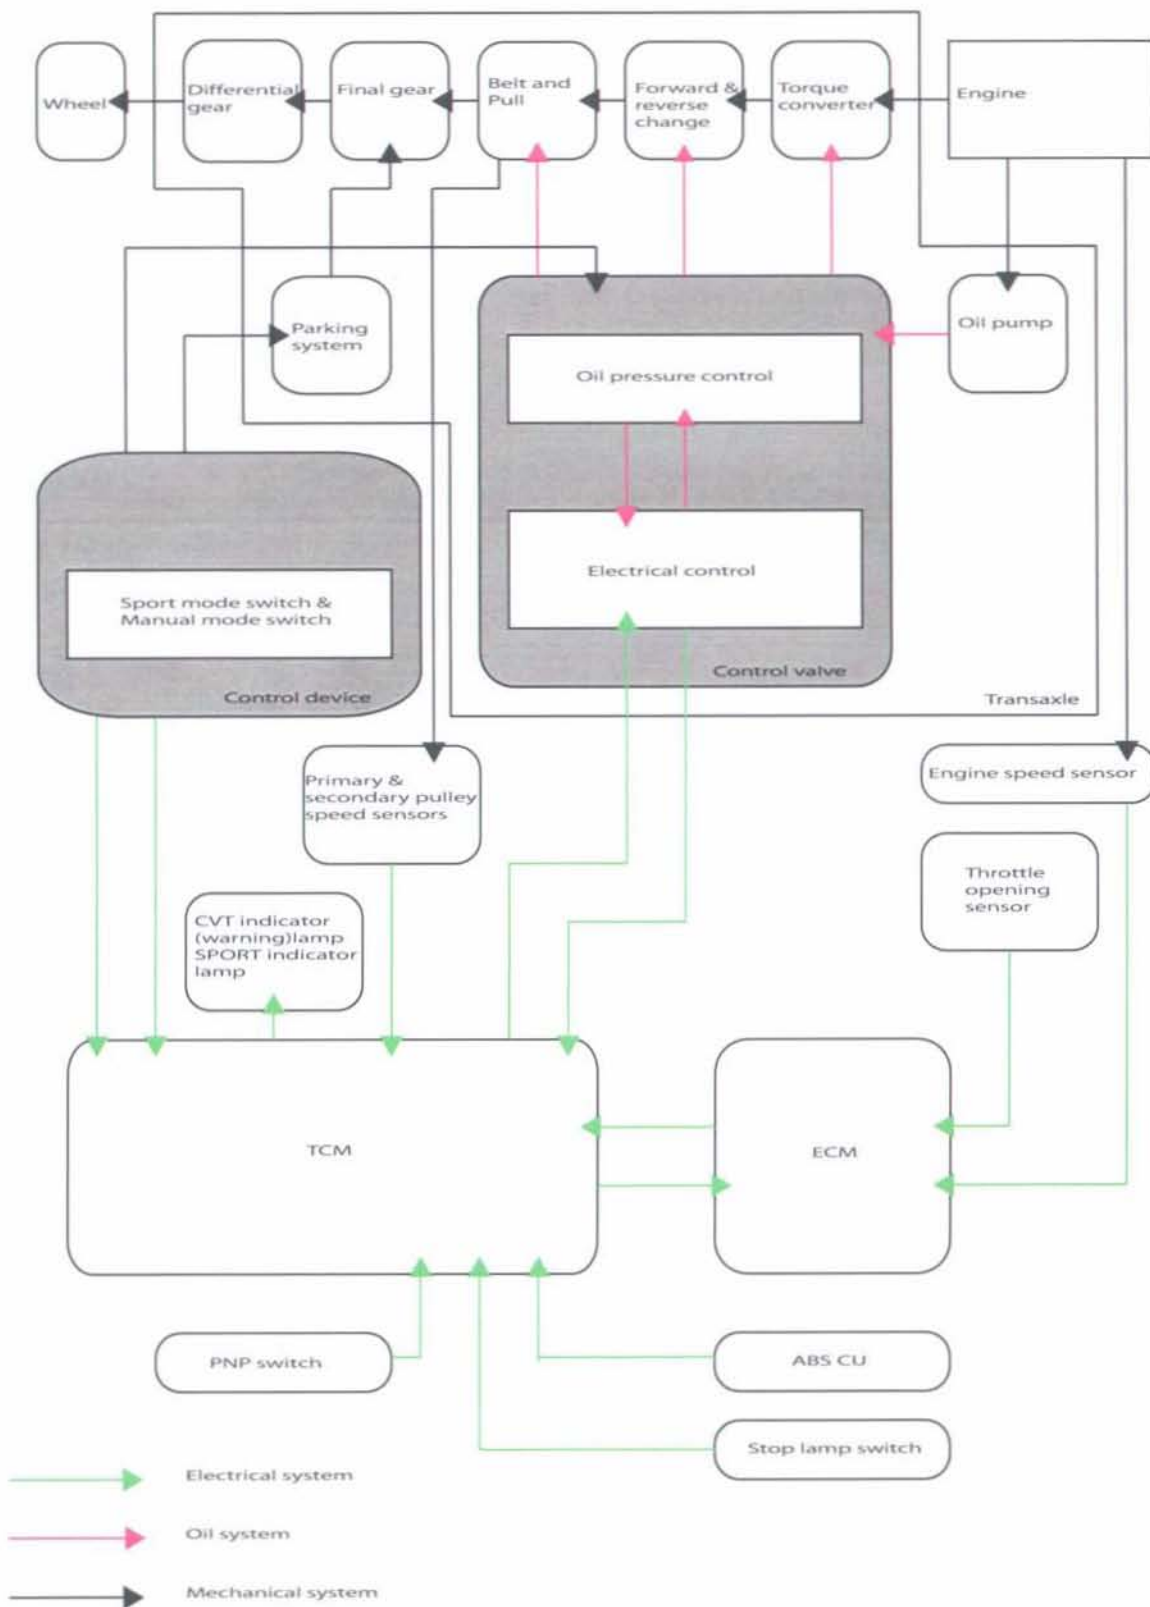 Wheel
Differential
gear
Final gear
Belt and
Pull
Forward &
reverse
change
Torque
converter
Engine
Parking
system
Oil pump
Oil pressure control
Electrical control
Control valve
Sport mode switch &
Manual mode switch
Control device
Transaxle
Primary &
secondary pulley
speed sensors
Engine speed sensor
Throttle
opening
sensor
CVT indicator
(warning)lamp
SPORT indicator
lamp
TCM
ECM
PNP switch
ABS CU
Stop lamp switch
Electrical system
Oil system
Mechanical system